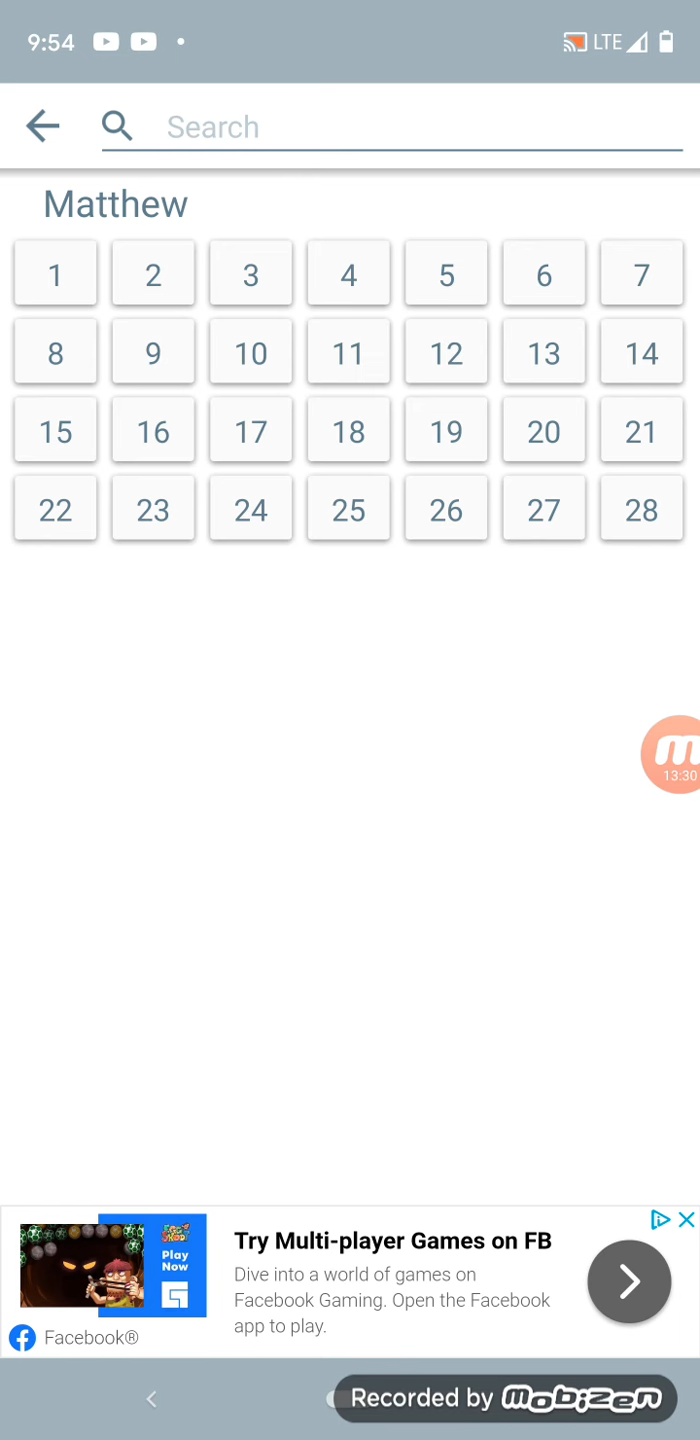 9:54 LTE
Search
Matthew
1 2 3 4 5 6 7
8 9 10 11 12 13 14
15 16 17 18 19 20 21
22 23 24 25 26 27 28
13:30
Play
Now
Try Multi-player Games on FB
Dive into a world of games on
Facebook Gaming. Open the Facebook
app to play.
Facebook®
Recorded by mobizen